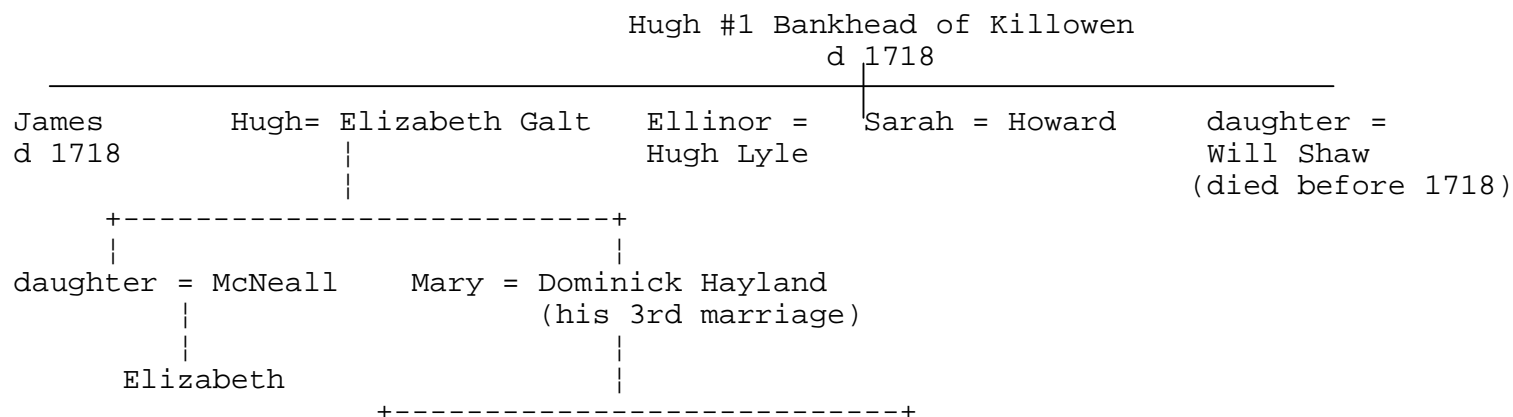 Hugh #1 Bankhead of Killowen
d 1718
James Hugh= Elizabeth Galt Ellinor = Sarah = Howard daughter =
d 1718 Hugh Lyle Will Shaw
(died before 1718)
daughter = McNeall Mary = Dominick Hayland
(his 3rd marriage)
Elizabeth